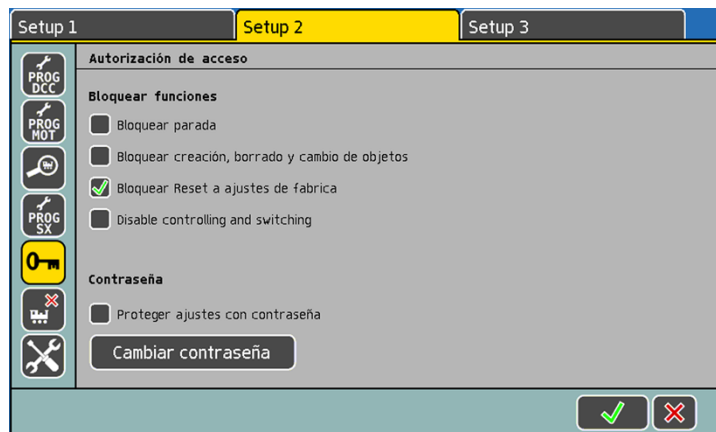 Setup 1
Setup 2
Setup 3
Autorización de acceso
PROG
DCC
Bloquear funciones
Bloquear parada
PROG
MOT
Bloquear creación, borrado y cambio de objetos
Bloquear Reset a ajustes de fabrica
PROG
SX
Disable controlling and switching
Contraseña
Proteger ajustes con contraseña
Cambiar contraseña